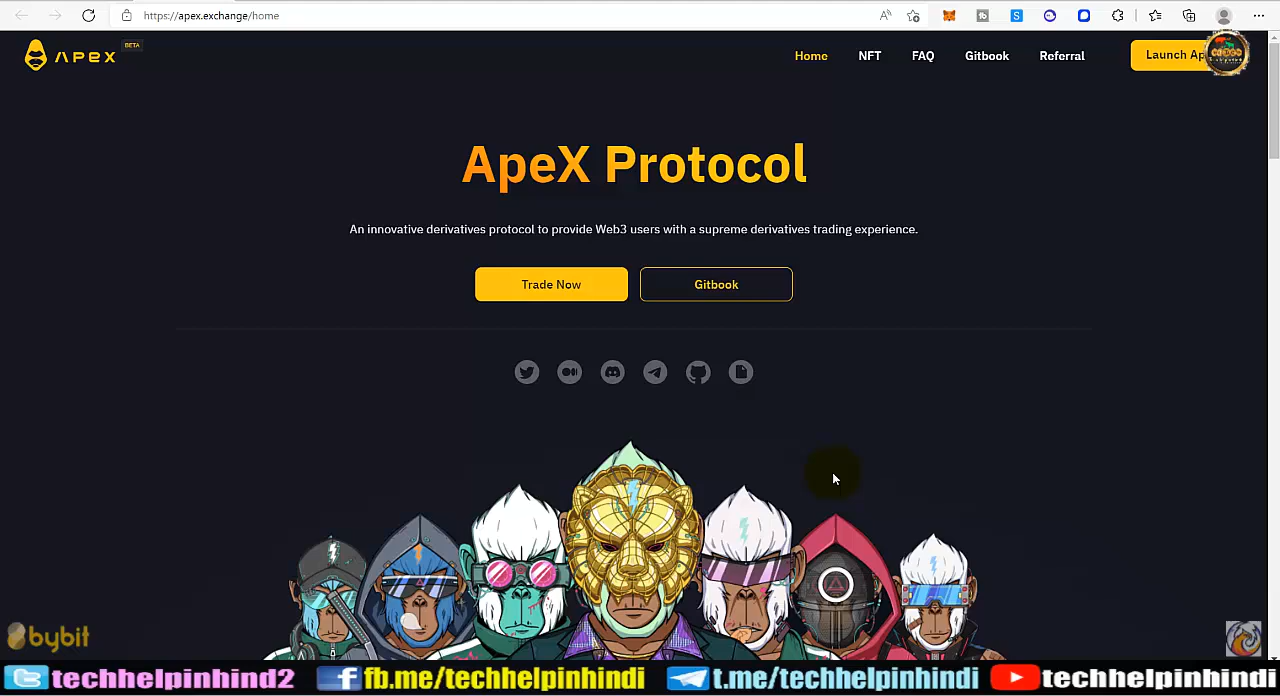 https://apex.exchange/home
APEX BETA
Home NFT FAQ Gitbook Referral Launch Ap
ApeX Protocol
An innovative derivatives protocol to provide Web3 users with a supreme derivatives trading experience.
Trade Now Gitbook
bybit
techhelpinhind2 fb.me/techhelpinhindi t.me/techhelpinhindi techhelpinhindi